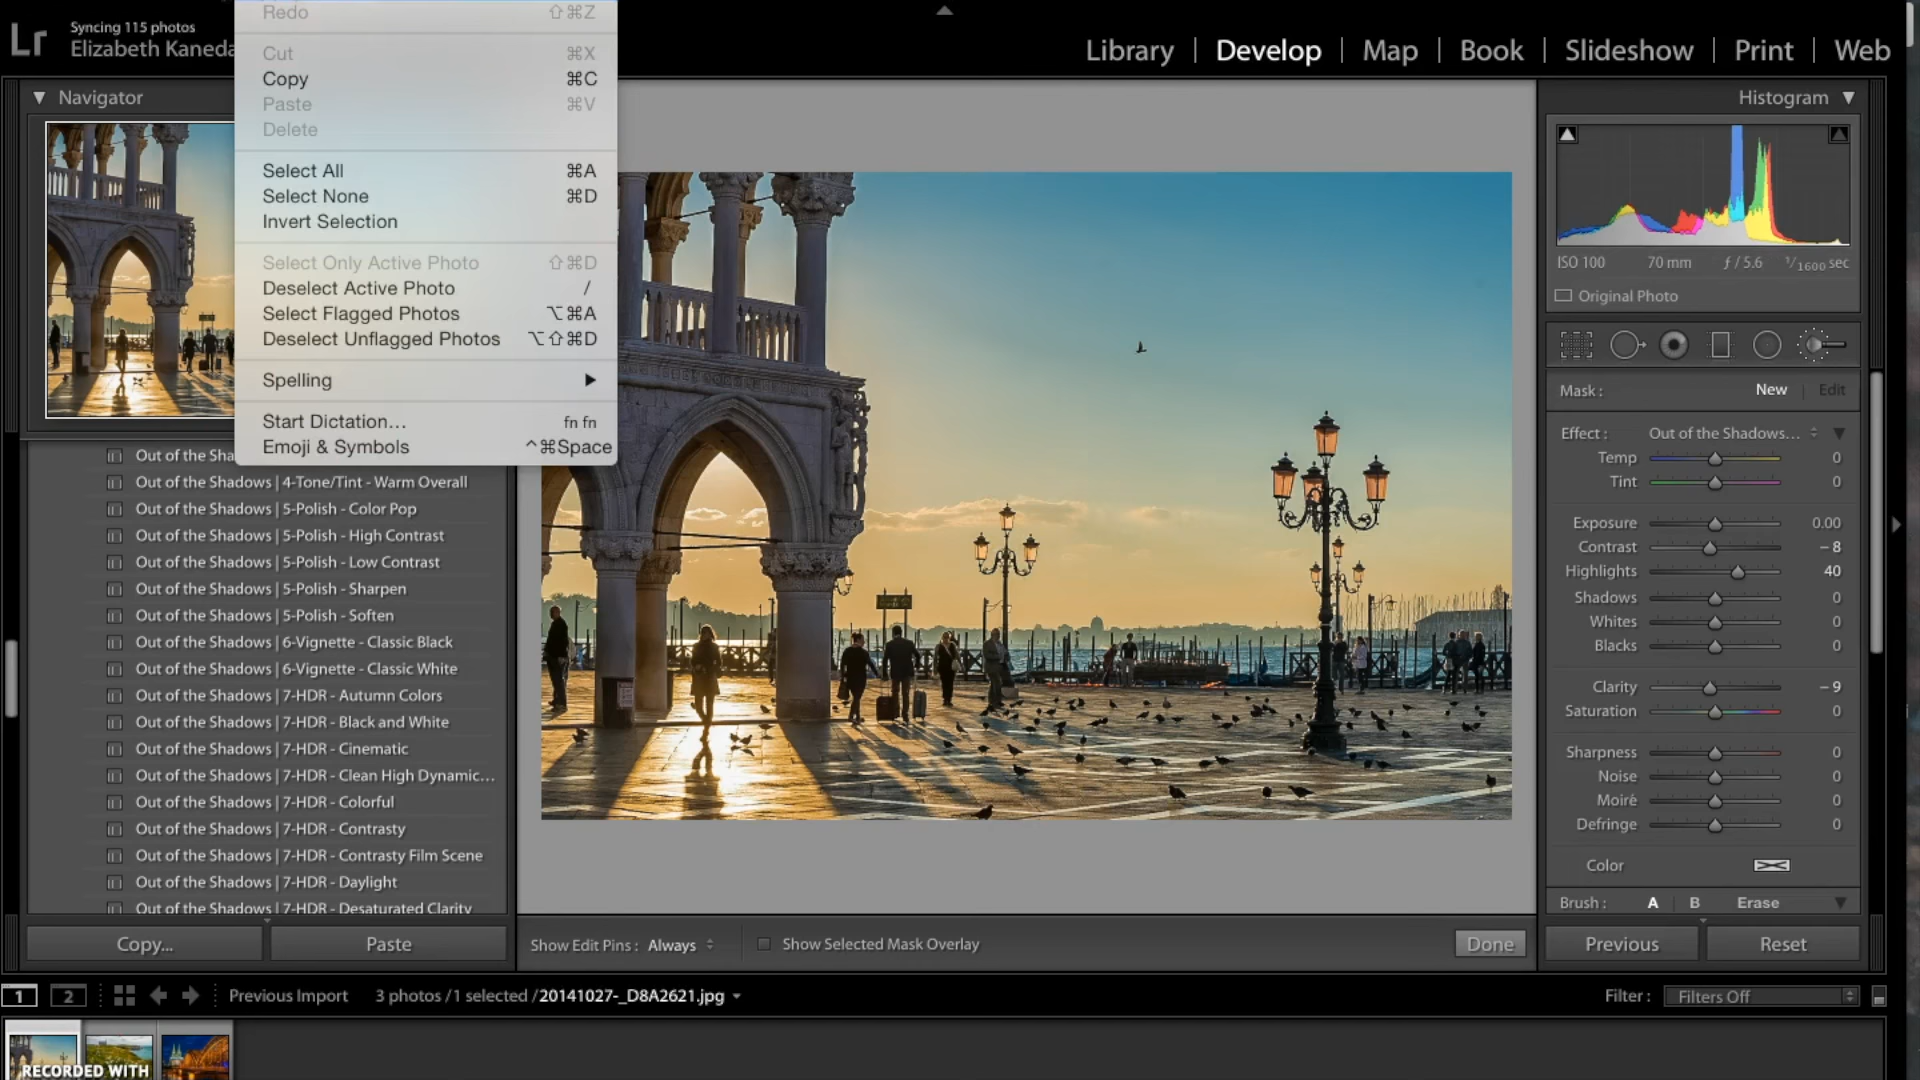 Lr
Syncing 115 photos
Elizabeth Kaneda
Library | Develop | Map | Book | Slideshow | Print | Web
Redo ⇧⌘Z
Cut ⌘X
Copy ⌘C
Paste ⌘V
Delete
Select All ⌘A
Select None ⌘D
Invert Selection
Select Only Active Photo ⇧⌘D
Deselect Active Photo /
Select Flagged Photos ⌥⌘A
Deselect Unflagged Photos ⌥⇧⌘D
Spelling
Start Dictation... fn fn
Emoji & Symbols ^⌘Space
Navigator
Out of the Sha
Out of the Shadows | 4-Tone/Tint - Warm Overall
Out of the Shadows | 5-Polish - Color Pop
Out of the Shadows | 5-Polish - High Contrast
Out of the Shadows | 5-Polish - Low Contrast
Out of the Shadows | 5-Polish - Sharpen
Out of the Shadows | 5-Polish - Soften
Out of the Shadows | 6-Vignette - Classic Black
Out of the Shadows | 6-Vignette - Classic White
Out of the Shadows | 7-HDR - Autumn Colors
Out of the Shadows | 7-HDR - Black and White
Out of the Shadows | 7-HDR - Cinematic
Out of the Shadows | 7-HDR - Clean High Dynamic...
Out of the Shadows | 7-HDR - Colorful
Out of the Shadows | 7-HDR - Contrasty
Out of the Shadows | 7-HDR - Contrasty Film Scene
Out of the Shadows | 7-HDR - Daylight
Out of the Shadows | 7-HDR - Desaturated Clarity
Copy... Paste
Show Edit Pins : Always
Show Selected Mask Overlay
Done
Histogram
ISO 100 70 mm ƒ / 5.6 1/1600 sec
Original Photo
Mask : New | Edit
Effect : Out of the Shadows...
Temp 0
Tint 0
Exposure 0.00
Contrast – 8
Highlights 40
Shadows 0
Whites 0
Blacks 0
Clarity – 9
Saturation 0
Sharpness 0
Noise 0
Moiré 0
Defringe 0
Color
Brush : A | B Erase
Previous Reset
1 2 Previous Import 3 photos /1 selected /20141027-_D8A2621.jpg
Filter : Filters Off
RECORDED WITH